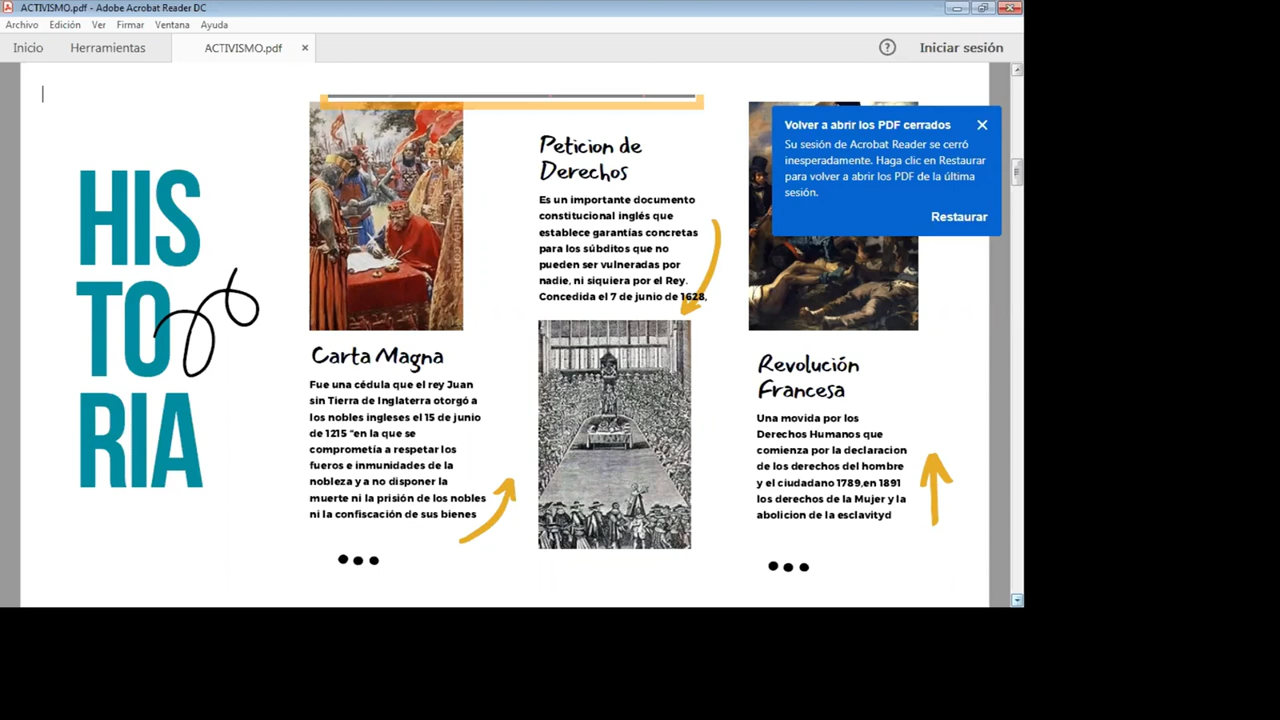 ACTIVISMO.pdf - Adobe Acrobat Reader DC
Archivo Edición Ver Firmar Ventana Ayuda
Inicio Herramientas ACTIVISMO.pdf × ? Iniciar sesión
HIS
TO
RIA
Carta Magna
Fue una cédula que el rey Juan
sin Tierra de Inglaterra otorgó a
los nobles ingleses el 15 de junio
de 1215 "en la que se
comprometía a respetar los
fueros e inmunidades de la
nobleza y a no disponer la
muerte ni la prisión de los nobles
ni la confiscación de sus bienes
Peticion de
Derechos
Es un importante documento
constitucional inglés que
establece garantías concretas
para los súbditos que no
pueden ser vulneradas por
nadie, ni siquiera por el Rey.
Concedida el 7 de junio de 1628,
Volver a abrir los PDF cerrados
Su sesión de Acrobat Reader se cerró
inesperadamente. Haga clic en Restaurar
para volver a abrir los PDF de la última
sesión.
Restaurar
Revolución
Francesa
Una movida por los
Derechos Humanos que
comienza por la declaracion
de los derechos del hombre
y el ciudadano 1789,en 1891
los derechos de la Mujer y la
abolicion de la esclavityd